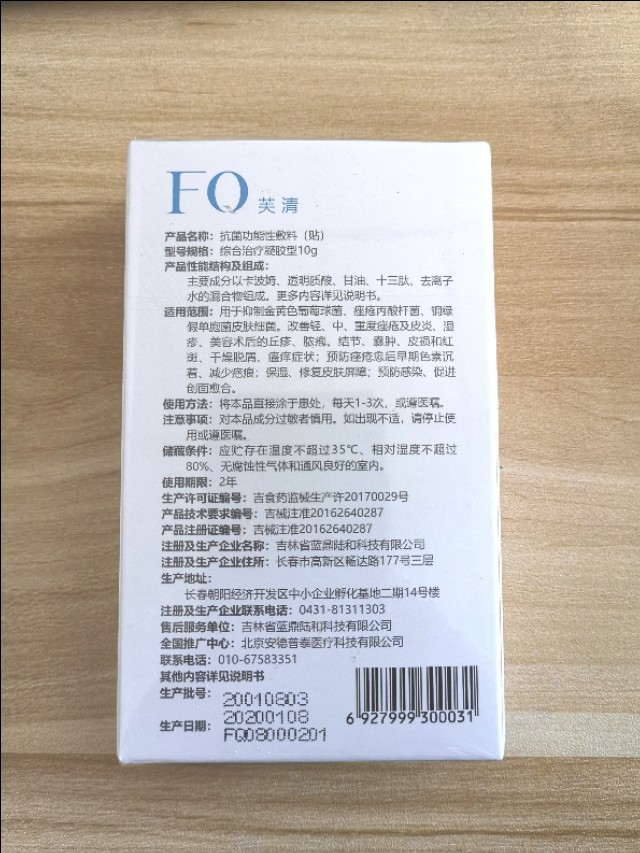 FQ 芙清
产品名称：抗菌功能性敷料（贴）
型号规格：综合治疗凝胶型10g
产品性能结构及组成：
主要成分以卡波姆、透明质酸、甘油、十三肽、去离子
水的混合物组成。更多内容详见说明书。
适用范围：用于抑制金黄色葡萄球菌、痤疮丙酸杆菌、铜绿
假单胞菌皮肤细菌。改善轻、中、重度痤疮及皮炎、湿
疹、美容术后的丘疹、脓疱、结节、囊肿、皮损和红
斑、干燥脱屑、瘙痒症状；预防痤疮愈后早期色素沉
着、减少疤痕；保湿、修复皮肤屏障；预防感染、促进
创面愈合。
使用方法：将本品直接涂于患处，每天1-3次，或遵医嘱。
注意事项：对本品成分过敏者慎用。如出现不适，请停止使
用或遵医嘱。
储藏条件：应贮存在温度不超过35℃、相对湿度不超过
80%、无腐蚀性气体和通风良好的室内。
使用期限：2年
生产许可证编号：吉食药监械生产许20170029号
产品技术要求编号：吉械注准20162640287
产品注册证编号：吉械注准20162640287
注册及生产企业名称：吉林省蓝鼎陆和科技有限公司
注册及生产企业住所：长春市高新区畅达路177号三层
生产地址：
长春朝阳经济开发区中小企业孵化基地二期14号楼
注册及生产企业联系电话：0431-81311303
售后服务单位：吉林省蓝鼎陆和科技有限公司
全国推广中心：北京安德普泰医疗科技有限公司
联系电话：010-67583351
其他内容详见说明书
生产批号：20010803
生产日期：20200108
FQ08000201
6 927999 300031